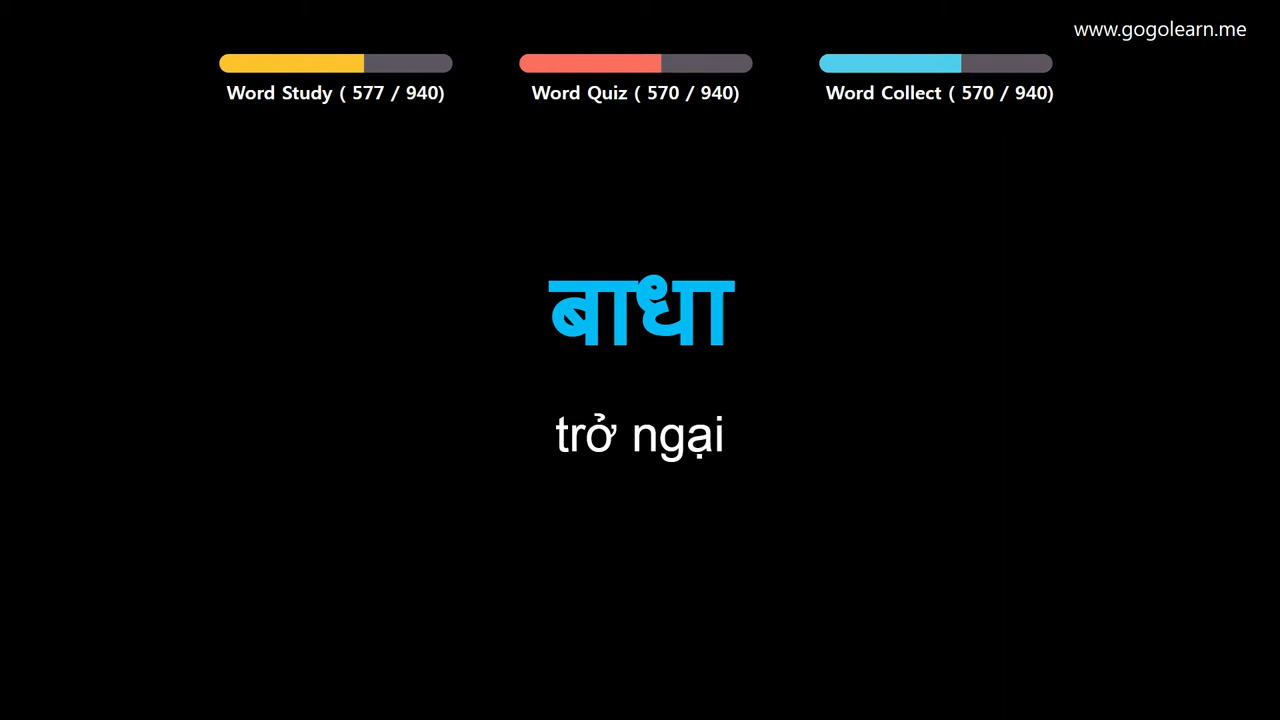 www.gogolearn.me
Word Study ( 577 / 940)
Word Quiz ( 570 / 940)
Word Collect ( 570 / 940)
बाधा
trở ngại